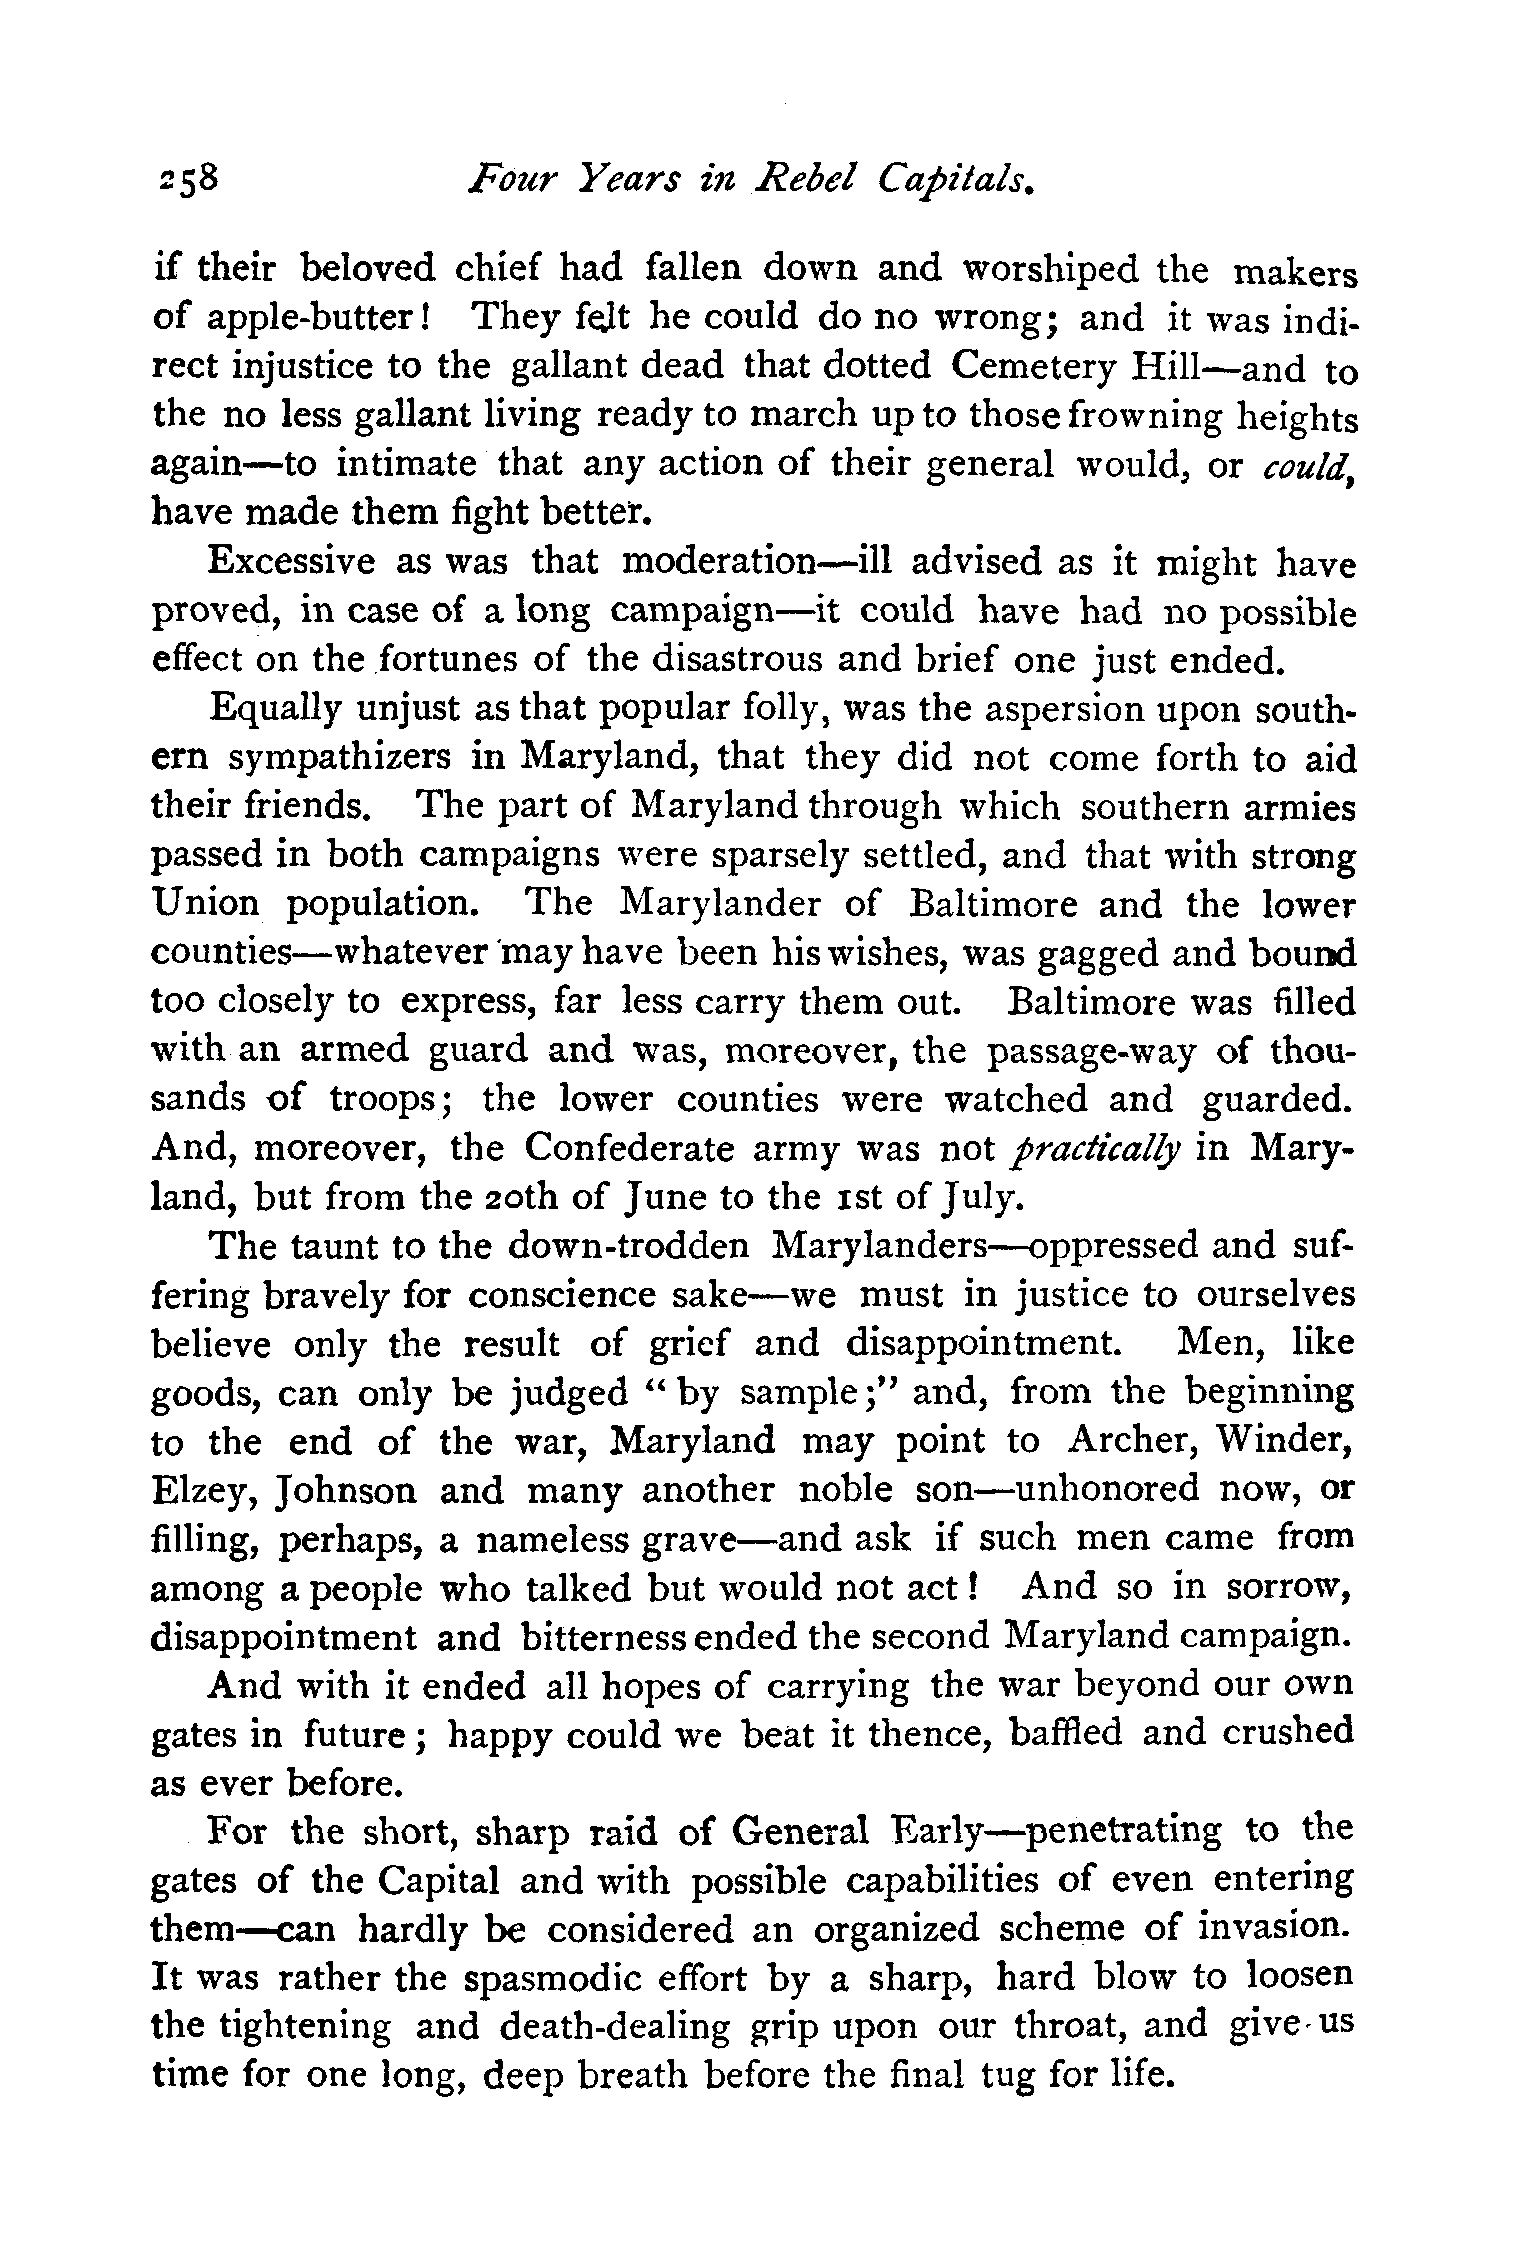 258 Four Years in Rebel Capitals.
if their beloved chief had fallen down and worshiped the makers
of apple-butter! They felt he could do no wrong; and it was indi-
rect injustice to the gallant dead that dotted Cemetery Hill—and to
the no less gallant living ready to march up to those frowning heights
again—to intimate that any action of their general would, or could,
have made them fight better.
Excessive as was that moderation—ill advised as it might have
proved, in case of a long campaign—it could have had no possible
effect on the fortunes of the disastrous and brief one just ended.
Equally unjust as that popular folly, was the aspersion upon south-
ern sympathizers in Maryland, that they did not come forth to aid
their friends. The part of Maryland through which southern armies
passed in both campaigns were sparsely settled, and that with strong
Union population. The Marylander of Baltimore and the lower
counties—whatever may have been his wishes, was gagged and bound
too closely to express, far less carry them out. Baltimore was filled
with an armed guard and was, moreover, the passage-way of thou-
sands of troops; the lower counties were watched and guarded.
And, moreover, the Confederate army was not practically in Mary-
land, but from the 20th of June to the 1st of July.
The taunt to the down-trodden Marylanders—oppressed and suf-
fering bravely for conscience sake—we must in justice to ourselves
believe only the result of grief and disappointment. Men, like
goods, can only be judged "by sample;" and, from the beginning
to the end of the war, Maryland may point to Archer, Winder,
Elzey, Johnson and many another noble son—unhonored now, or
filling, perhaps, a nameless grave—and ask if such men came from
among a people who talked but would not act! And so in sorrow,
disappointment and bitterness ended the second Maryland campaign.
And with it ended all hopes of carrying the war beyond our own
gates in future; happy could we beat it thence, baffled and crushed
as ever before.
For the short, sharp raid of General Early—penetrating to the
gates of the Capital and with possible capabilities of even entering
them—can hardly be considered an organized scheme of invasion.
It was rather the spasmodic effort by a sharp, hard blow to loosen
the tightening and death-dealing grip upon our throat, and give us
time for one long, deep breath before the final tug for life.